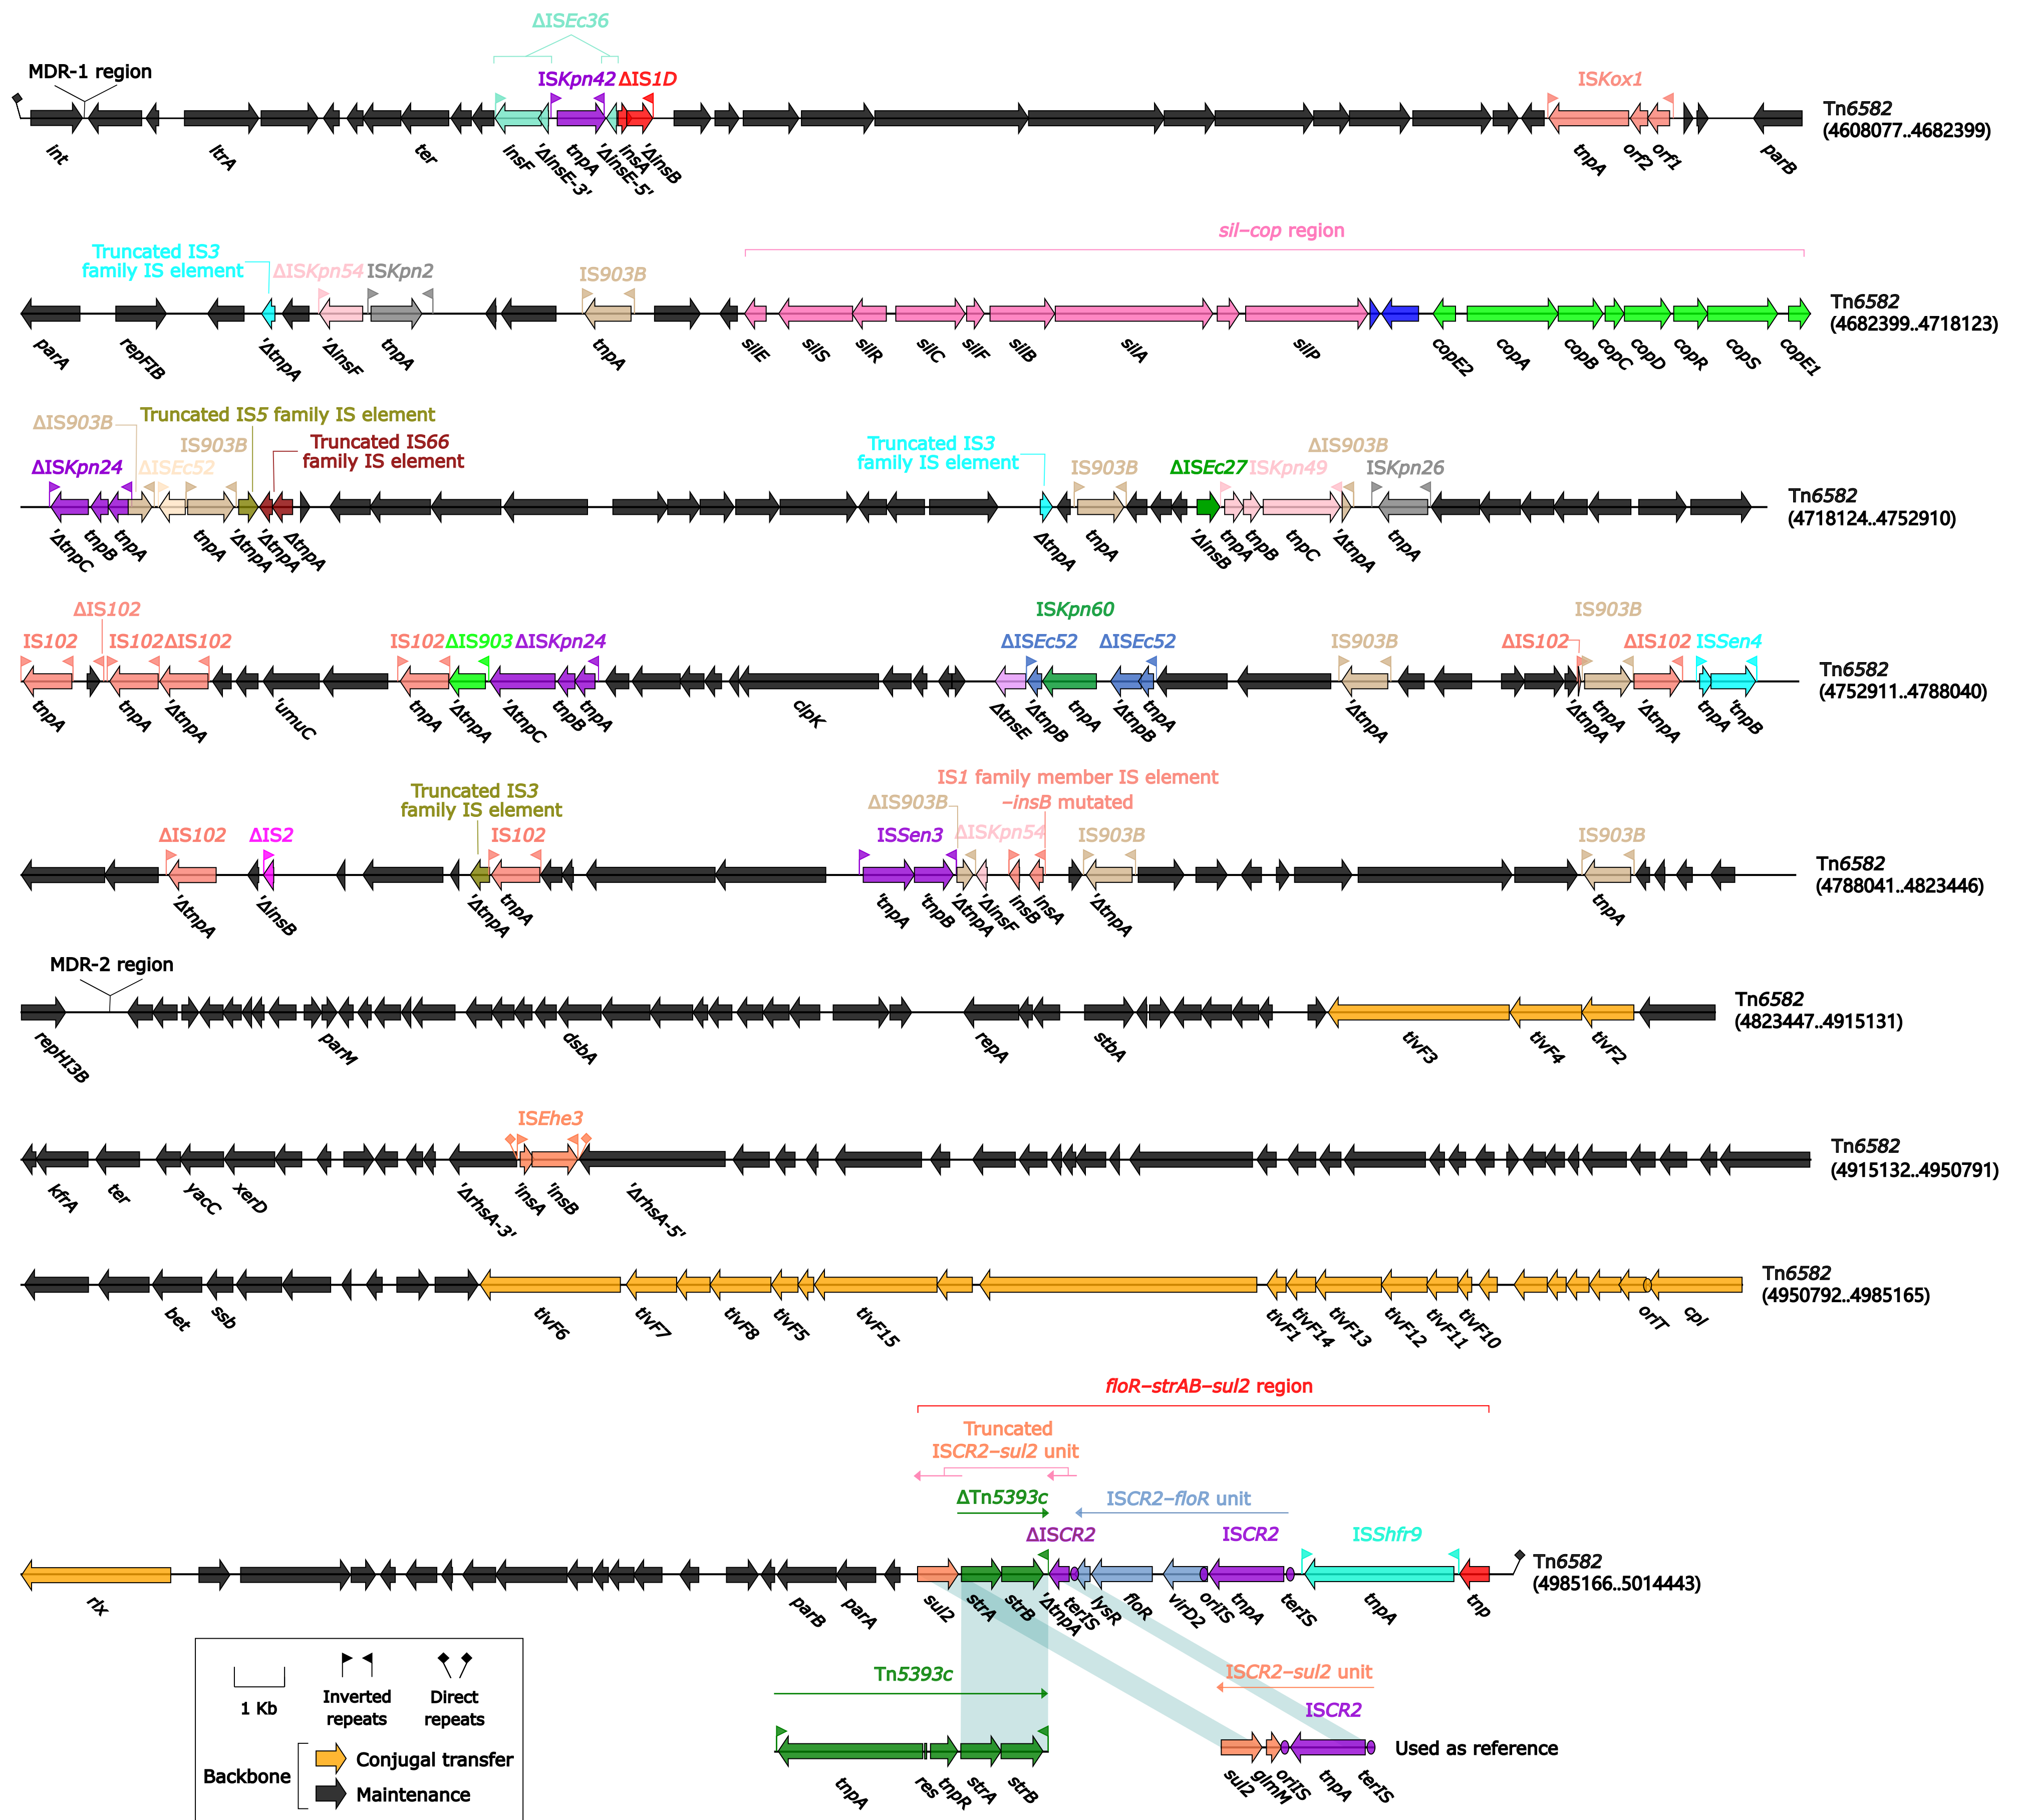 ΔISEc36
MDR-1 region
ISKpn42 ΔIS1D
ISKox1
Tn6582
(4608077..4682399)
int
ltrA
ter
insF
'ΔinsE-3'
tnpA
'ΔinsE-5'
insA
'ΔinsB
tnpA
orf2
orf1
parB
sil–cop region
Truncated IS3
family IS element
ΔISKpn54 ISKpn2
IS903B
Tn6582
(4682399..4718123)
parA
repFIB
'ΔtnpA
'ΔinsF
tnpA
tnpA
silE
silS
silR
silC
silF
silB
silA
silP
copE2
copA
copB
copC
copD
copR
copS
copE1
Truncated IS5 family IS element
ΔIS903B
IS903B
Truncated IS66
family IS element
Truncated IS3
family IS element
ΔIS903B
ΔISKpn24 ΔISEc52
IS903B
ΔISEc27 ISKpn49
ISKpn26
Tn6582
(4718124..4752910)
'ΔtnpC
tnpB
tnpA
tnpA
'ΔtnpA
'ΔtnpA
ΔtnpA
ΔtnpA
tnpA
'ΔinsB
tnpA
tnpB
tnpC
'ΔtnpA
tnpA
ΔIS102
ISKpn60
IS903B
IS102
IS102 ΔIS102
IS102 ΔIS903 ΔISKpn24
ΔISEc52
ΔISEc52
IS903B
ΔIS102
ΔIS102
ISSen4
Tn6582
(4752911..4788040)
tnpA
tnpA
'ΔtnpA
'umuC
tnpA
'ΔtnpA
'ΔtnpC
tnpB
tnpA
clpK
ΔtnsE
'ΔtnpB
tnpA
'ΔtnpB
tnpA
'ΔtnpA
'ΔtnpA
tnpA
'ΔtnpA
tnpA
'tnpB
IS1 family member IS element
–insB mutated
Truncated IS3
family IS element
ΔIS903B
ΔIS102
ΔIS2
IS102
ISSen3
ΔISKpn54
IS903B
IS903B
Tn6582
(4788041..4823446)
'ΔtnpA
'ΔinsB
'ΔtnpA
tnpA
'tnpA
'tnpB
'ΔtnpA
'ΔinsF
insB
insA
'ΔtnpA
tnpA
MDR-2 region
Tn6582
(4823447..4915131)
repHI3B
parM
dsbA
repA
stbA
tivF3
tivF4
tivF2
ISEhe3
Tn6582
(4915132..4950791)
kfrA
ter
yacC
xerD
'ΔrhsA-3'
'insA
'insB
'ΔrhsA-5'
Tn6582
(4950792..4985165)
bet
ssb
tivF6
tivF7
tivF8
tivF5
tivF15
tivF1
tivF14
tivF13
tivF12
tivF11
tivF10
oriT
cpl
floR–strAB–sul2 region
Truncated
ISCR2–sul2 unit
ΔTn5393c
ISCR2–floR unit
ΔISCR2
ISCR2
ISShfr9
Tn6582
(4985166..5014443)
rlx
parB
parA
sul2
strA
strB
'ΔtnpA
terIS
lysR
floR
virD2
oriIS
tnpA
terIS
tnpA
tnp
1 Kb
Inverted
repeats
Direct
repeats
Backbone
Conjugal transfer
Maintenance
Tn5393c
tnpA
res
tnpR
strA
strB
ISCR2–sul2 unit
ISCR2
Used as reference
sul2
glmM
oriIS
tnpA
terIS